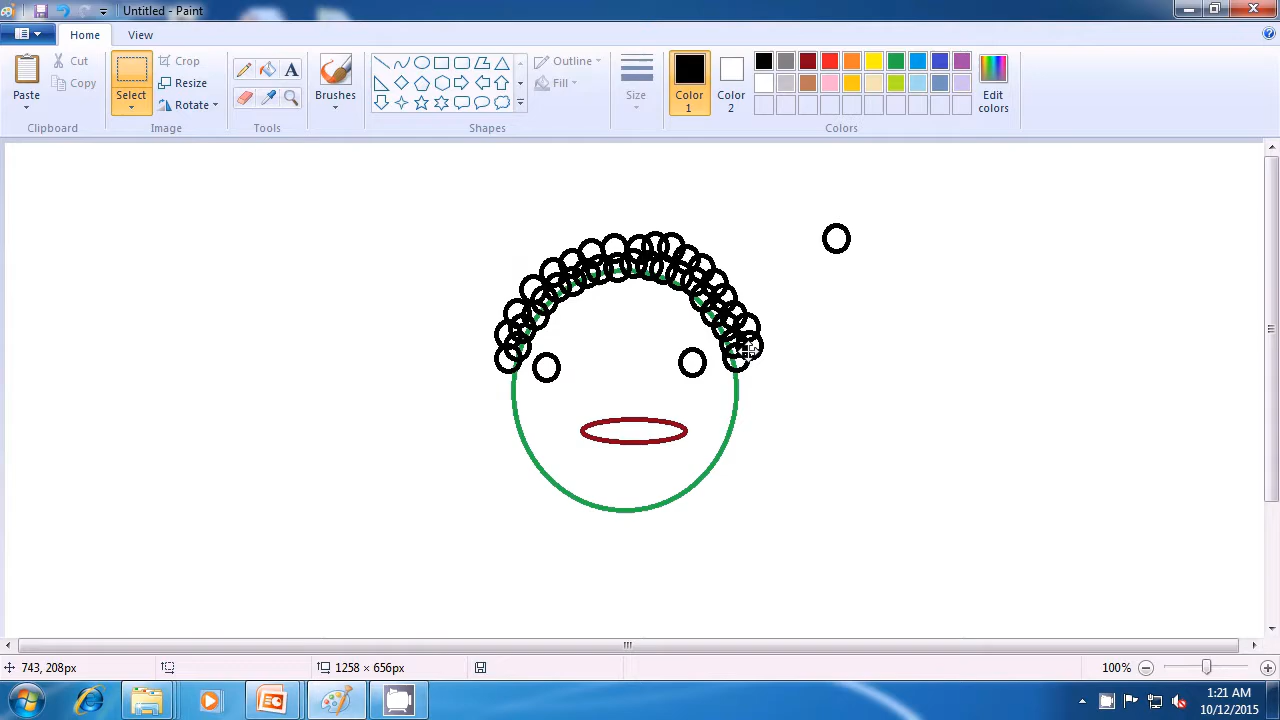 Untitled - Paint
Home View
Paste
Cut
Copy
Clipboard
Select
Crop
Resize
Rotate
Image
A
Tools
Brushes
Shapes
Outline
Fill
Size
Color 1
Color 2
Edit colors
Colors
743, 208px
1258 × 656px
100%
1:21 AM
10/12/2015